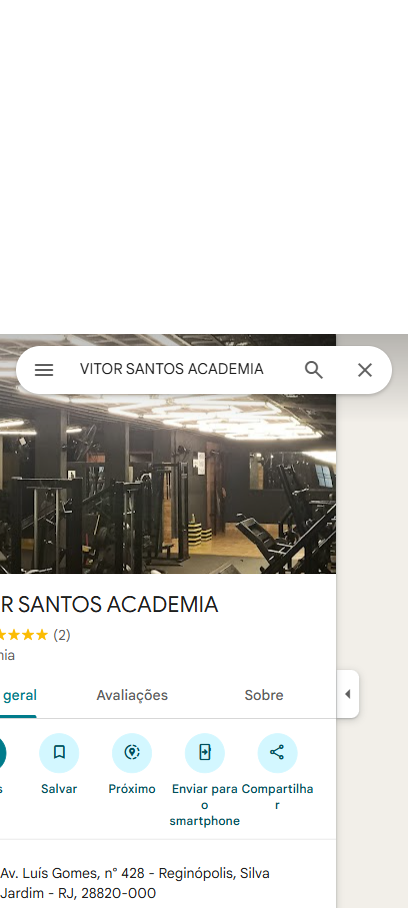 VITOR SANTOS ACADEMIA
R SANTOS ACADEMIA
(2)
nia
geral
Avaliações
Sobre
s
Salvar
Próximo
Enviar para o smartphone
Compartilhar
Av. Luís Gomes, n° 428 - Reginópolis, Silva
Jardim - RJ, 28820-000